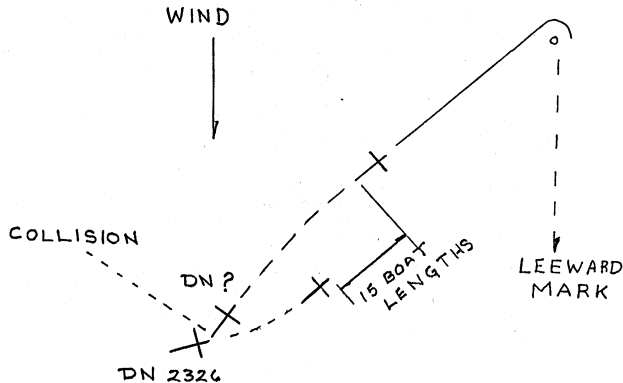 WIND
COLLISION
DN ?
15 BOAT
LENGTHS
LEEWARD
MARK
DN 2326